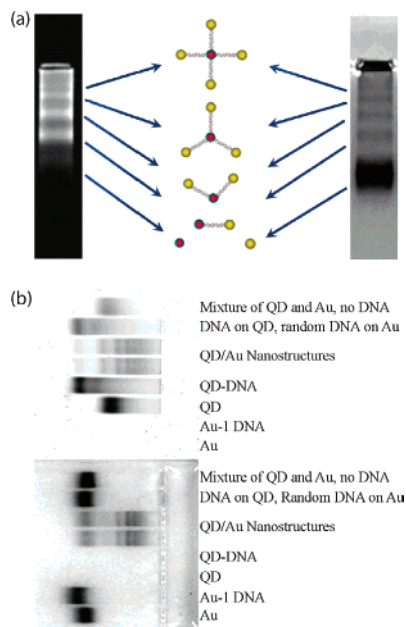 (a)
(b)
Mixture of QD and Au, no DNA
DNA on QD, random DNA on Au
QD/Au Nanostructures
QD-DNA
QD
Au-1 DNA
Au
Mixture of QD and Au, no DNA
DNA on QD, Random DNA on Au
QD/Au Nanostructures
QD-DNA
QD
Au-1 DNA
Au